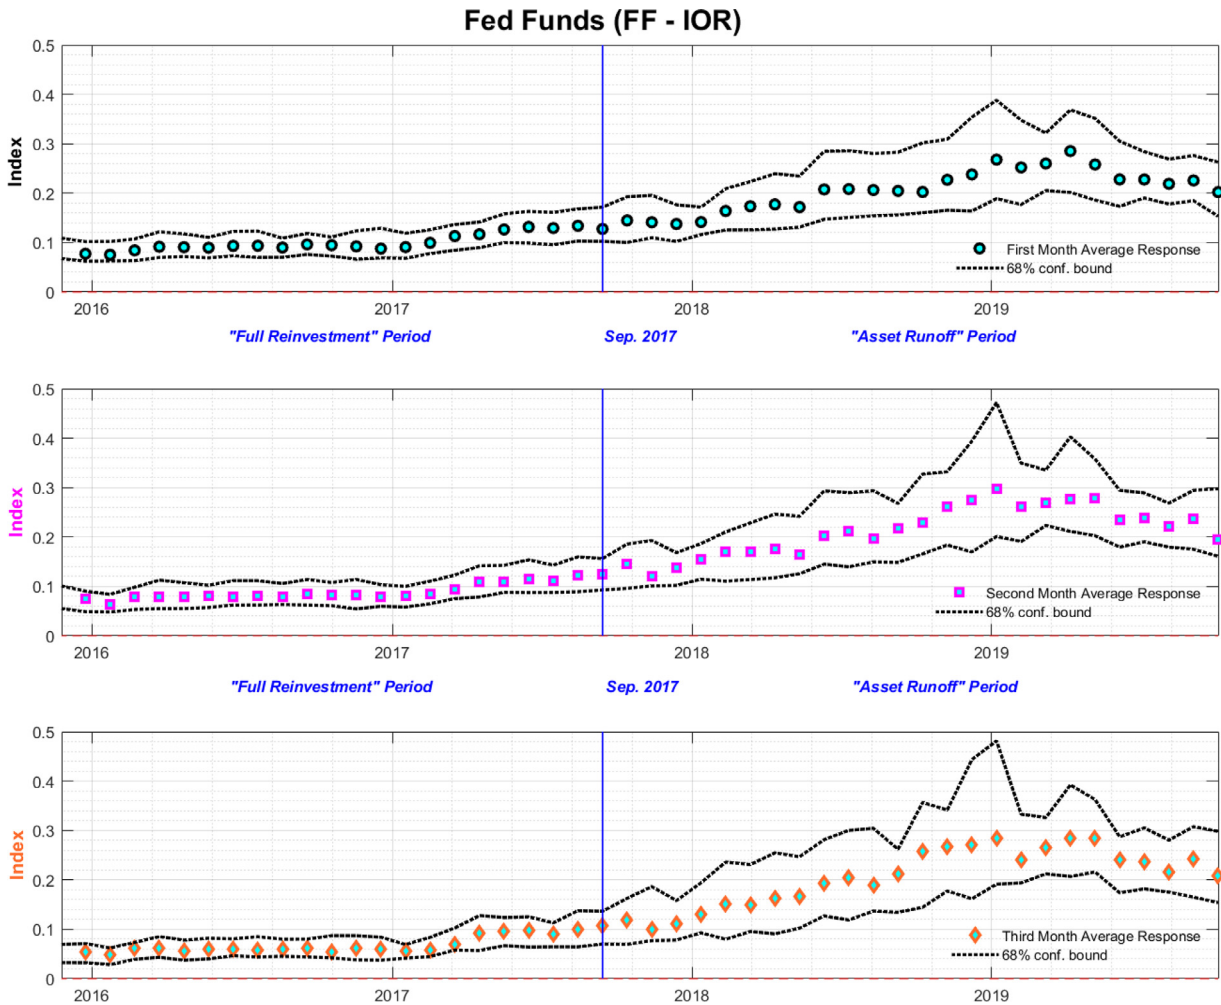 Fed Funds (FF - IOR)
0.5
0.4
0.3
0.2
0.1
0
Index
First Month Average Response
68% conf. bound
2016
2017
2018
2019
"Full Reinvestment" Period
Sep. 2017
"Asset Runoff" Period
0.5
0.4
0.3
0.2
0.1
0
Index
Second Month Average Response
68% conf. bound
2016
2017
2018
2019
"Full Reinvestment" Period
Sep. 2017
"Asset Runoff" Period
0.5
0.4
0.3
0.2
0.1
0
Index
Third Month Average Response
68% conf. bound
2016
2017
2018
2019